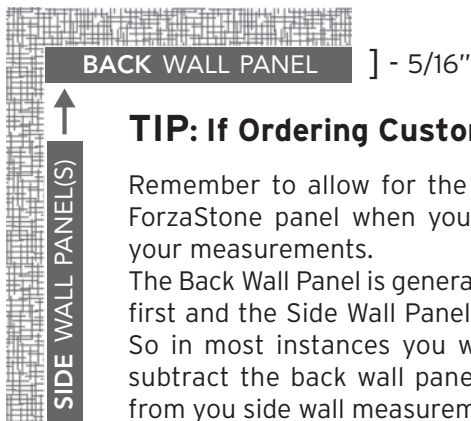 BACK WALL PANEL ] - 5/16"
TIP: If Ordering Custo
Remember to allow for the
ForzaStone panel when you
your measurements.
The Back Wall Panel is genera
first and the Side Wall Panel
So in most instances you w
subtract the back wall pane
from you side wall measurem
SIDE WALL PANEL(S)